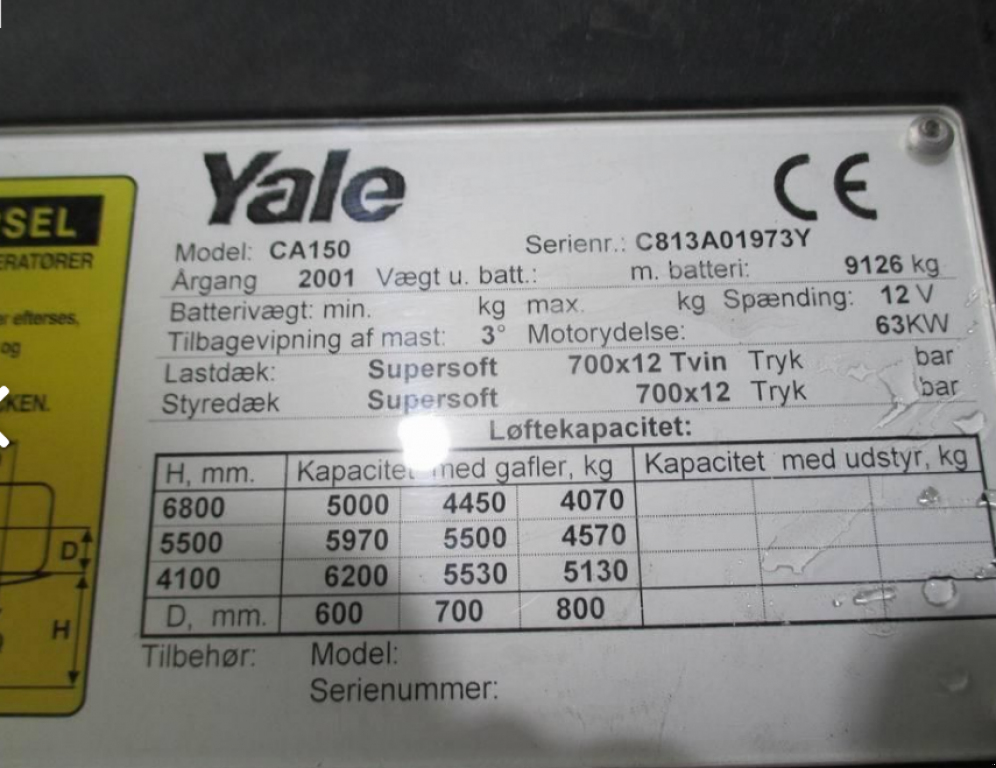 Yale
CE
SEL
ERATØRER
er efterses,
og
KEN.
D
H
Model: CA150 Serienr.: C813A01973Y
Årgang 2001 Vægt u. batt.: m. batteri: 9126 kg
Batterivægt: min. kg max. kg Spænding: 12 V
Tilbagevipning af mast: 3° Motorydelse: 63KW
Lastdæk: Supersoft 700x12 Tvin Tryk bar
Styredæk Supersoft 700x12 Tryk bar
Løftekapacitet:
H, mm. Kapacitet med gafler, kg Kapacitet med udstyr, kg
6800 5000 4450 4070
5500 5970 5500 4570
4100 6200 5530 5130
D, mm. 600 700 800
Tilbehør: Model:
Serienummer: